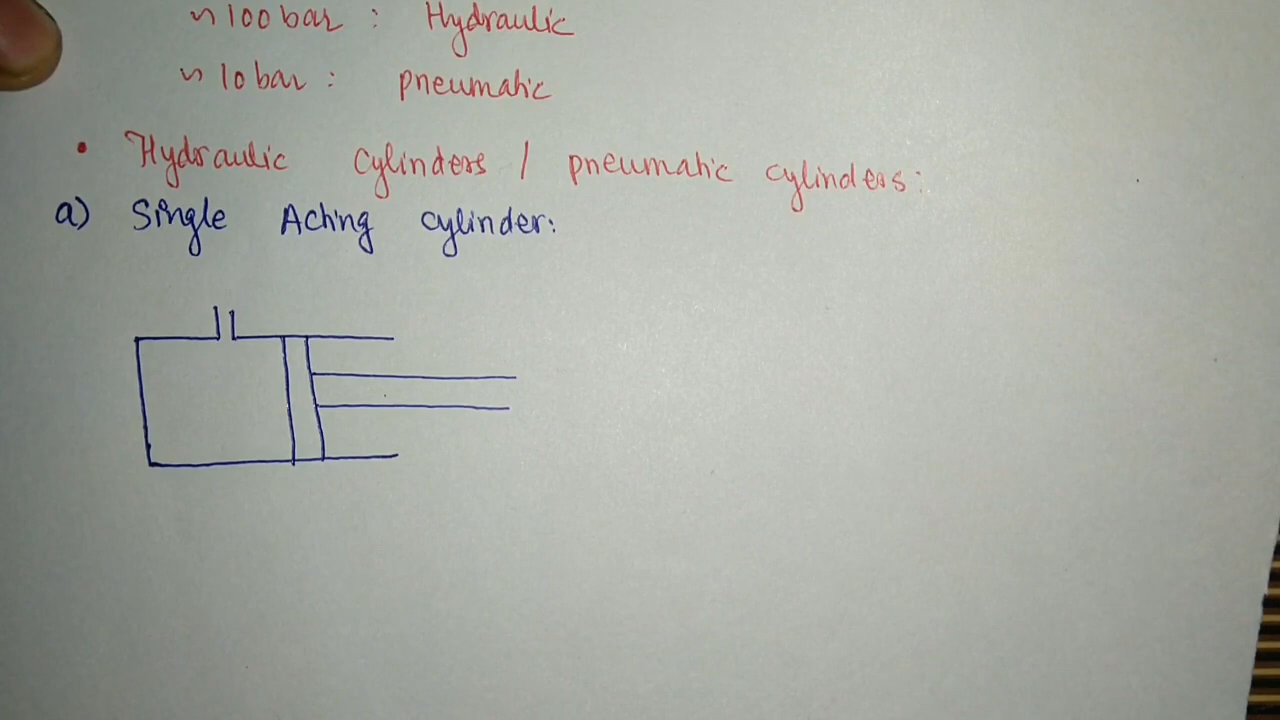 ~ 100 bar : Hydraulic
~ 10 bar : pneumatic
• Hydraulic cylinders / pneumatic cylinders:
a) Single Acting cylinder: